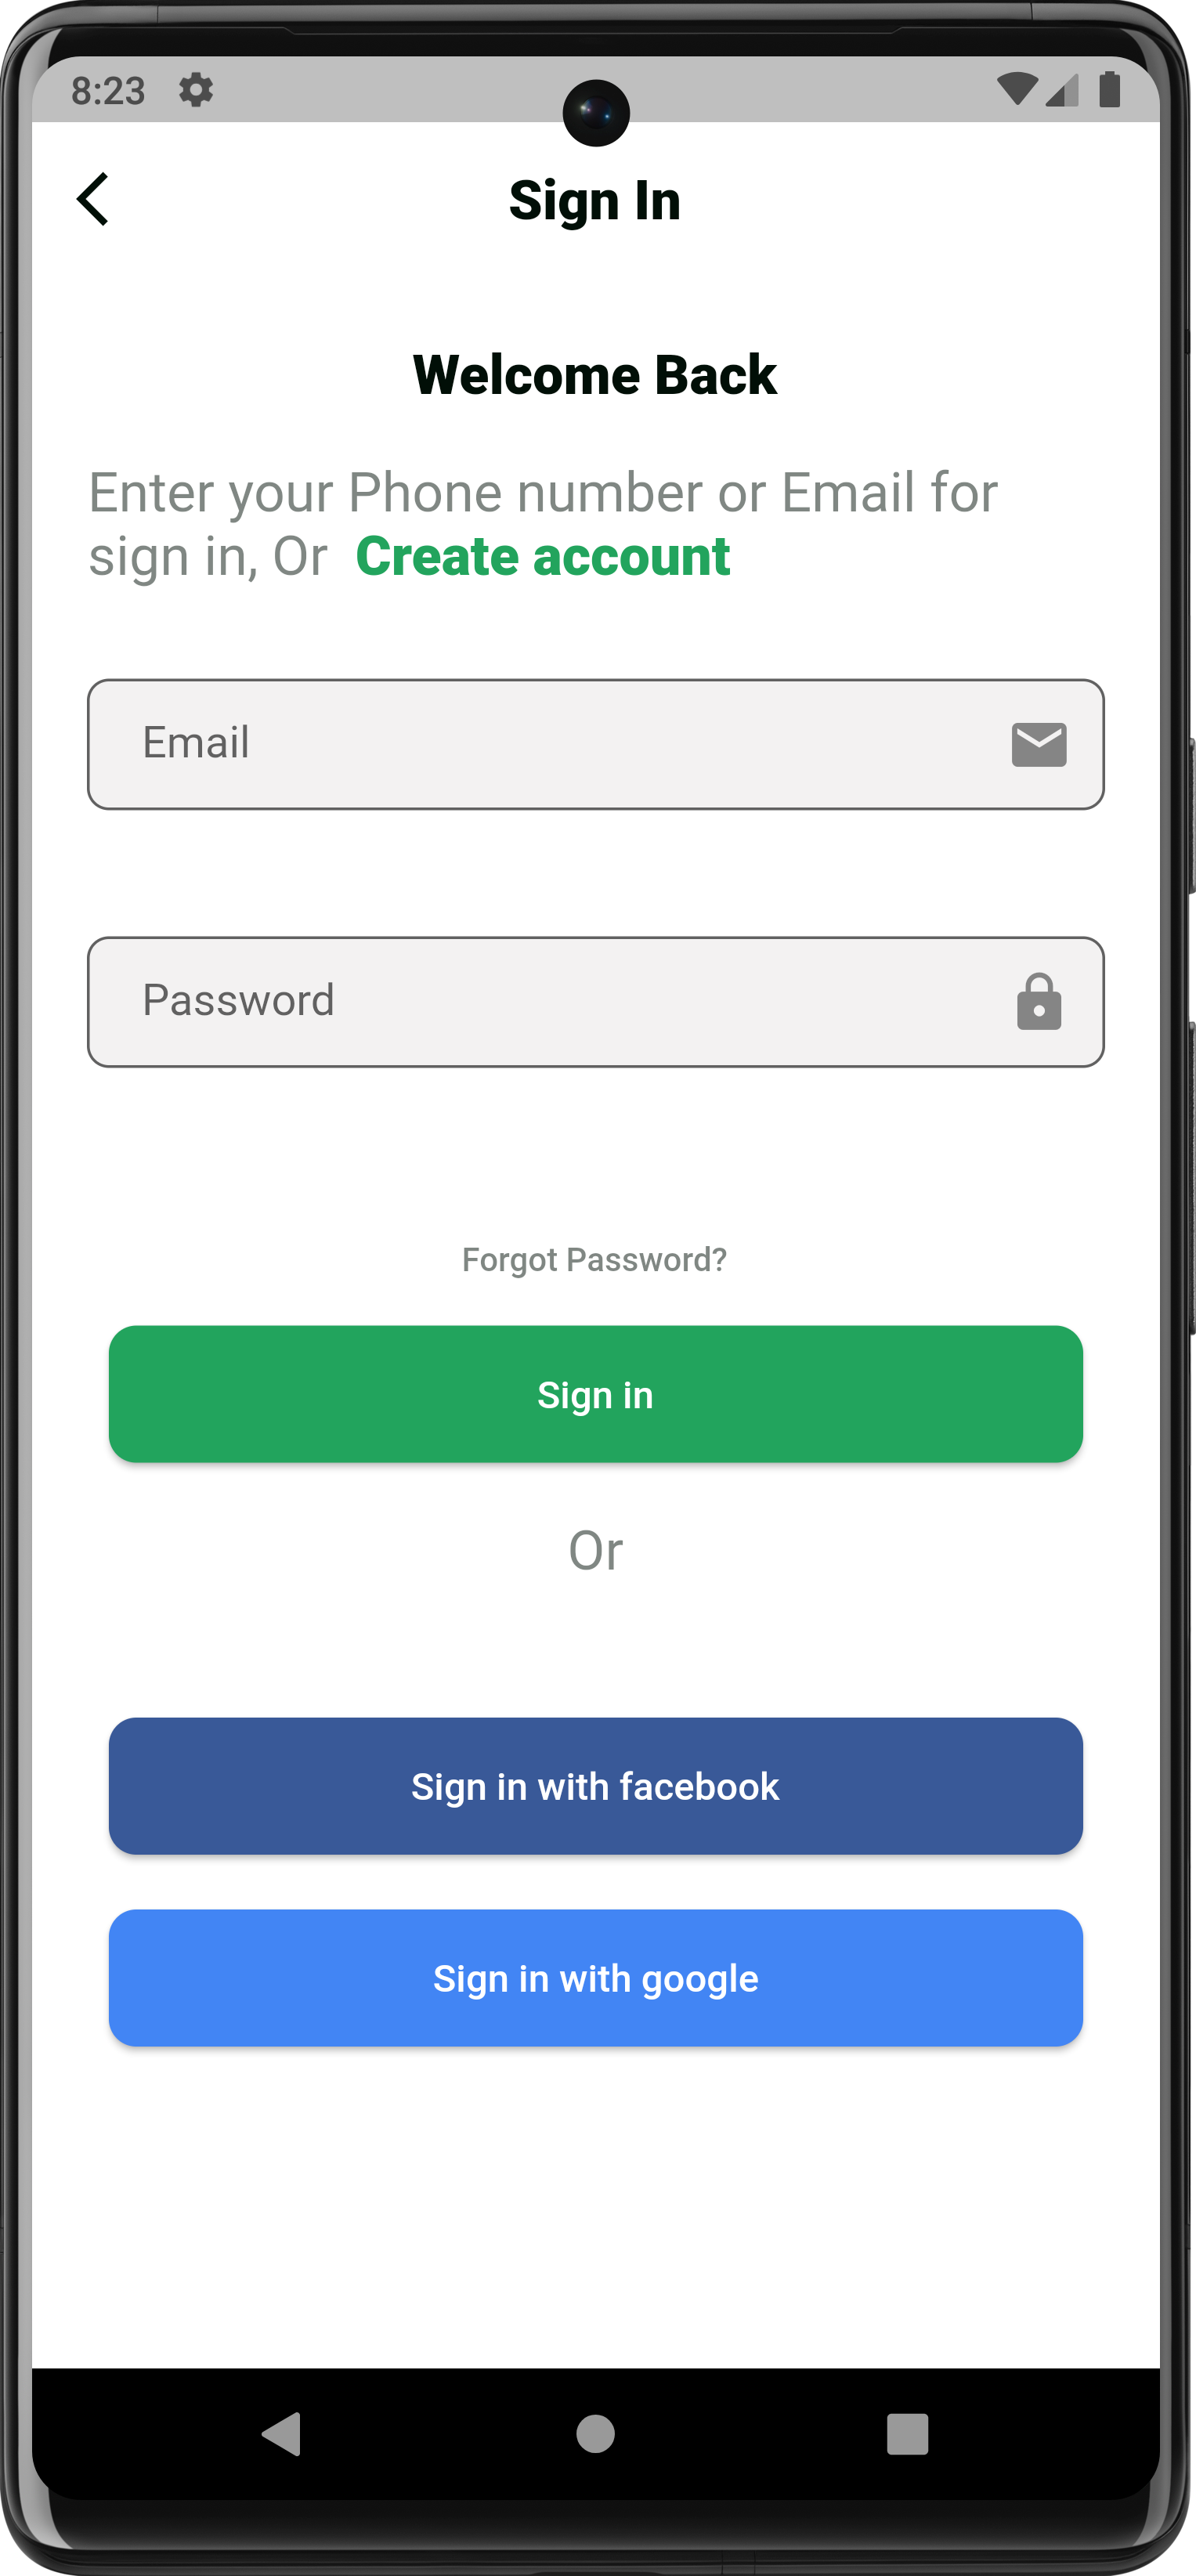 8:23
Sign In
Welcome Back
Enter your Phone number or Email for
sign in, Or Create account
Email
Password
Forgot Password?
Sign in
Or
Sign in with facebook
Sign in with google